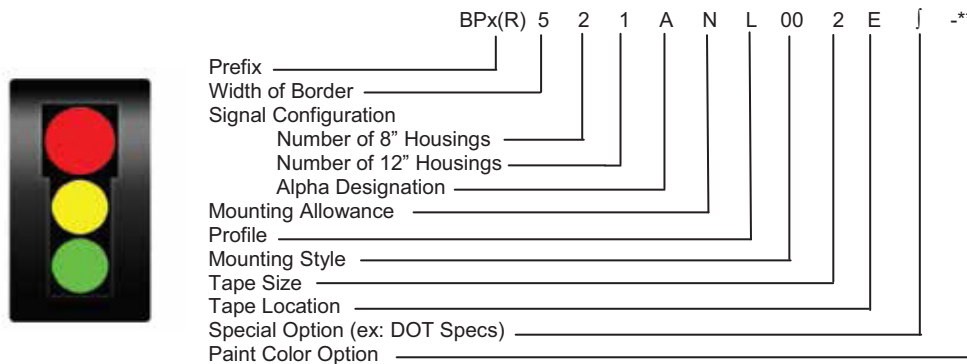 BPx(R) 5 2 1 A N L 00 2 E ∫ -*
Prefix
Width of Border
Signal Configuration
Number of 8” Housings
Number of 12” Housings
Alpha Designation
Mounting Allowance
Profile
Mounting Style
Tape Size
Tape Location
Special Option (ex: DOT Specs)
Paint Color Option